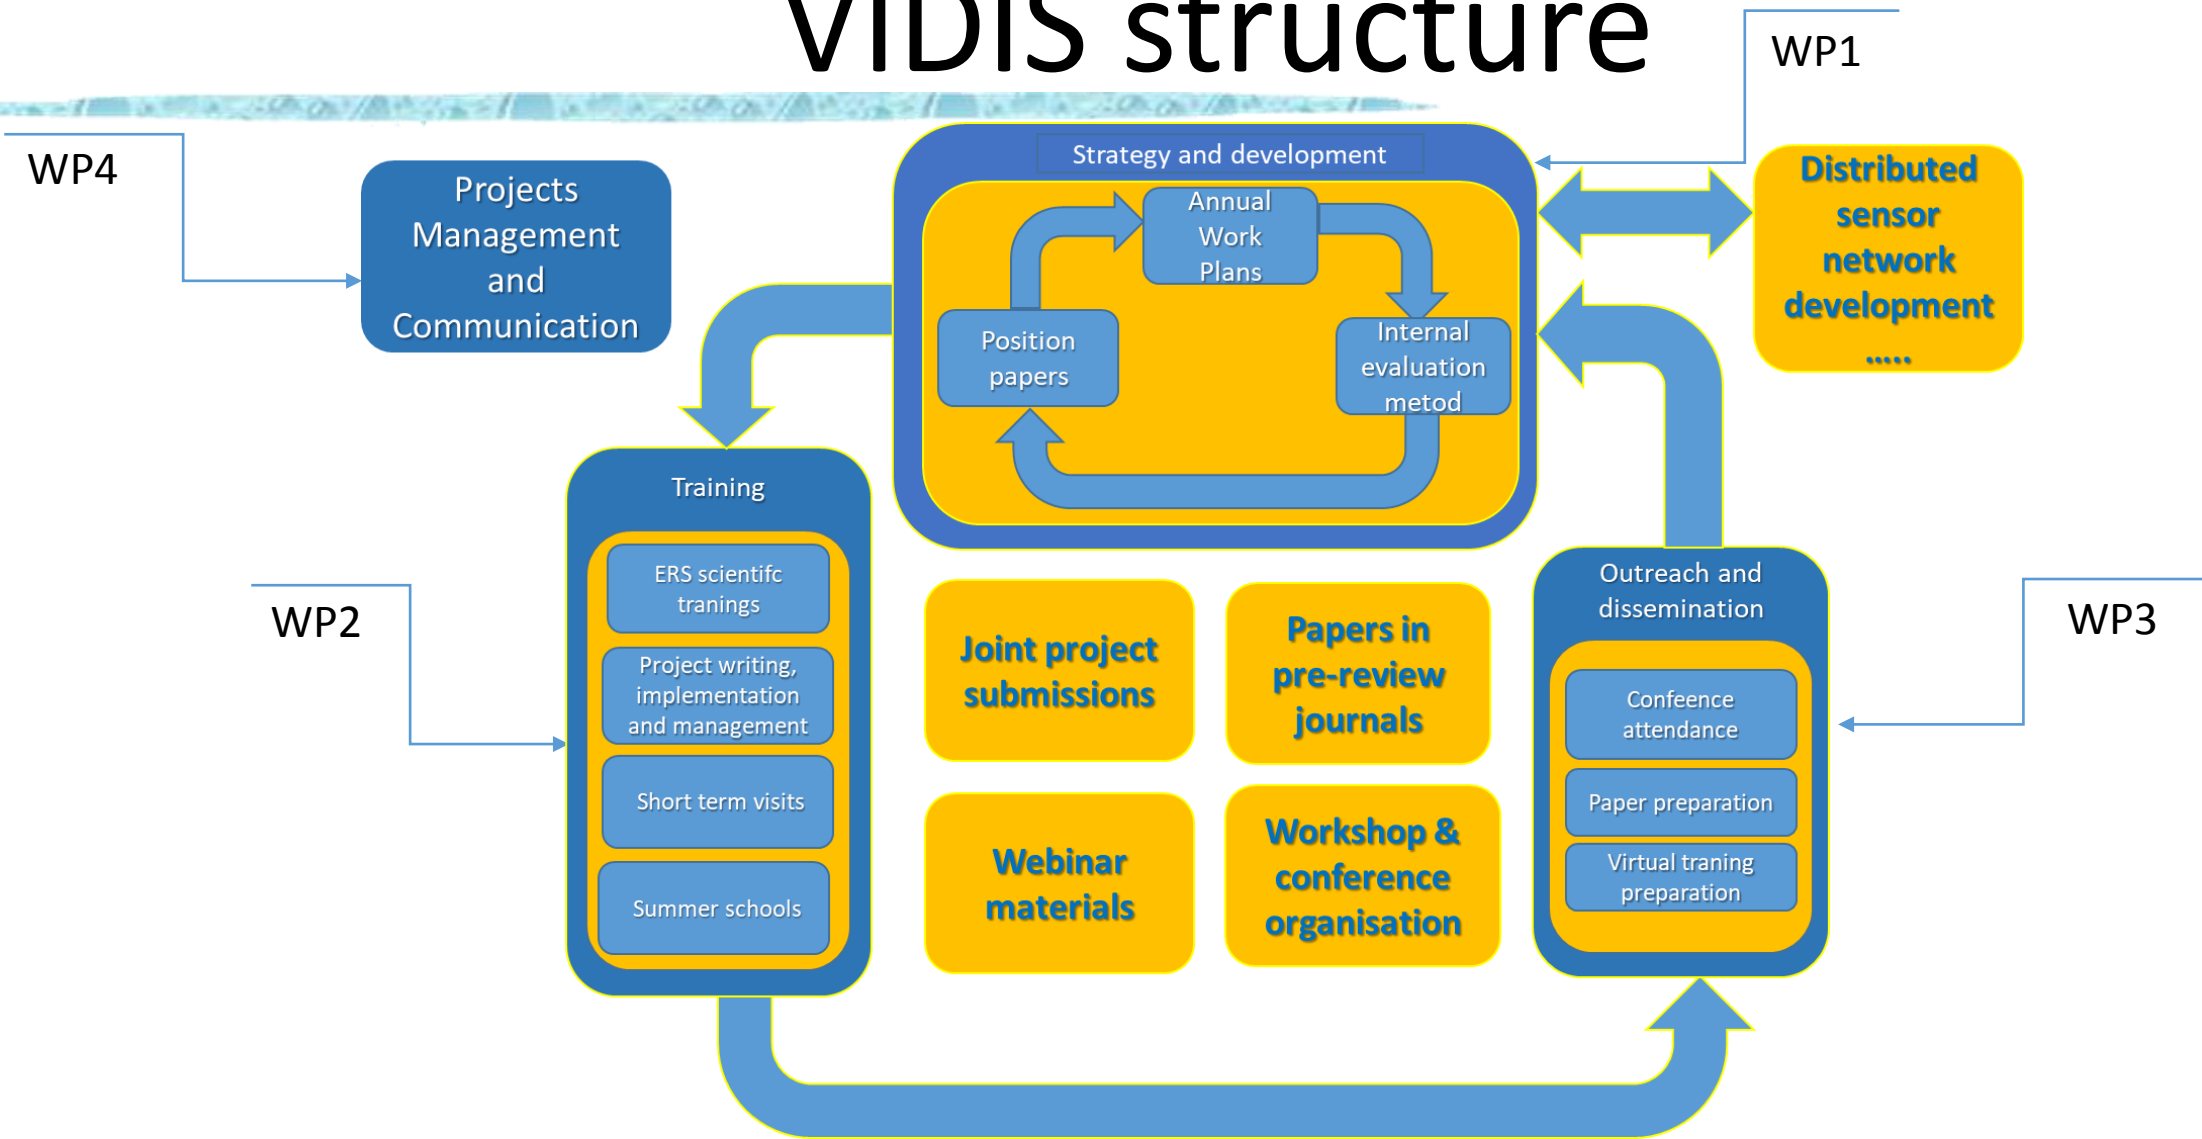 VIDIS structure
WP1
WP4
Projects
Management
and
Communication
Strategy and development
Annual
Work
Plans
Position
papers
Internal
evaluation
metod
Distributed
sensor
network
development
.....
Training
ERS scientifc
tranings
Project writing,
implementation
and management
Short term visits
Summer schools
WP2
Joint project
submissions
Papers in
pre-review
journals
Webinar
materials
Workshop &
conference
organisation
Outreach and
dissemination
Confeence
attendance
Paper preparation
Virtual traning
preparation
WP3